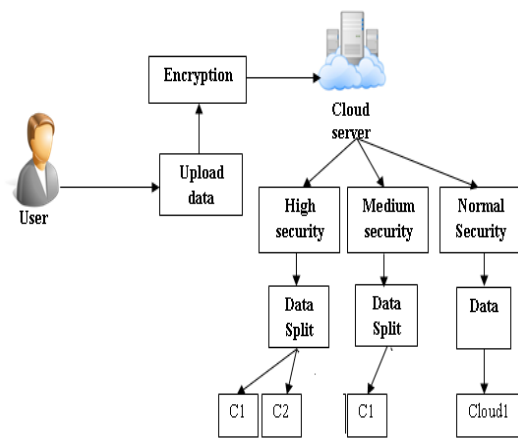 Encryption
Cloud
server
Upload
data
User
High
security
Medium
security
Normal
Security
Data
Split
Data
Split
Data
C1
C2
C1
Cloud1